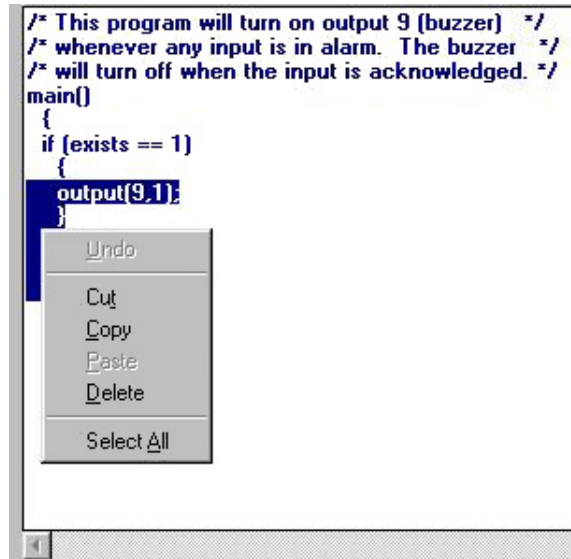 /* This program will turn on output 9 (buzzer)   */
/* whenever any input is in alarm.  The buzzer   */
/* will turn off when the input is acknowledged. */
main()
{
if (exists == 1)
{
output(9,1);
}
Undo
Cut
Copy
Paste
Delete
Select All